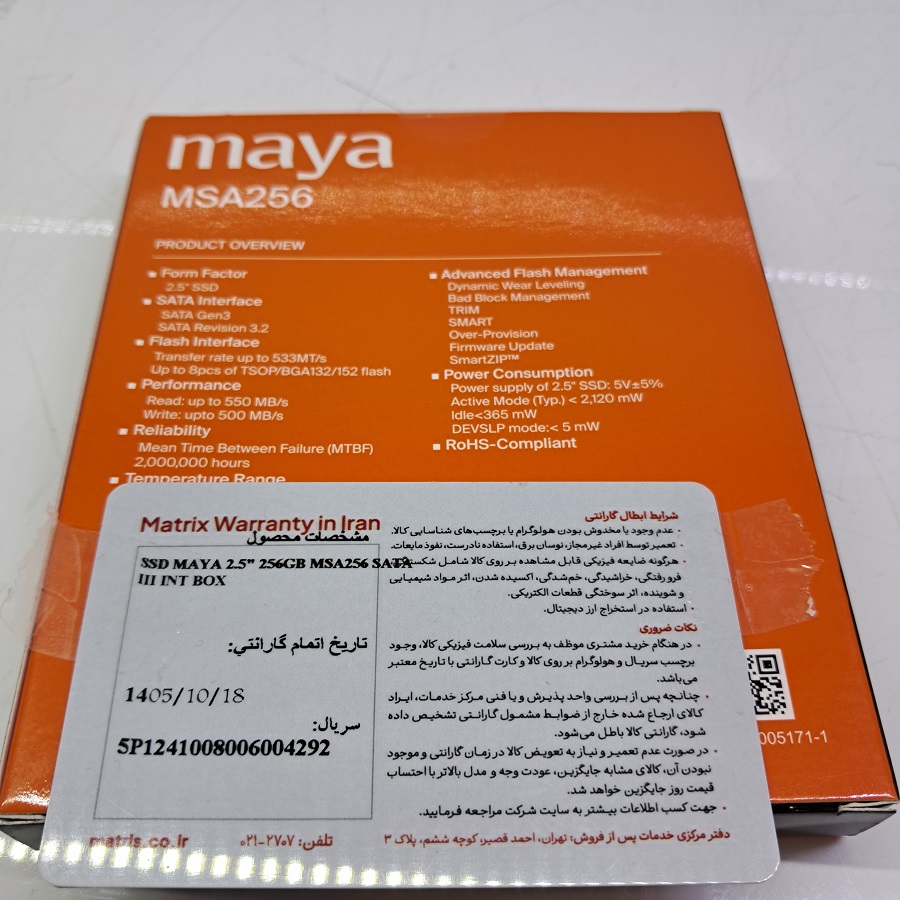 maya
MSA256
PRODUCT OVERVIEW
▪ Form Factor
2.5" SSD
▪ SATA Interface
SATA Gen3
SATA Revision 3.2
▪ Flash Interface
Transfer rate up to 533MT/s
Up to 8pcs of TSOP/BGA132/152 flash
▪ Performance
Read: up to 550 MB/s
Write: upto 500 MB/s
▪ Reliability
Mean Time Between Failure (MTBF)
2,000,000 hours
▪ Temperature Range
▪ Advanced Flash Management
Dynamic Wear Leveling
Bad Block Management
TRIM
SMART
Over-Provision
Firmware Update
SmartZIP™
▪ Power Consumption
Power supply of 2.5" SSD: 5V±5%
Active Mode (Typ.) < 2,120 mW
Idle<365 mW
DEVSLP mode:< 5 mW
▪ RoHS-Compliant
Matrix Warranty in Iran
مشخصات محصول
SSD MAYA 2.5" 256GB MSA256 SATA
III INT BOX
تاریخ اتمام گارانتي:
1405/10/18
سریال:
5P1241008006004292
شرایط ابطال گارانتی
• عدم وجود یا مخدوش بودن هولوگرام یا برچسب‌های شناسایی کالا.
• تعمیر توسط افراد غیرمجاز، نوسان برق، استفاده نادرست، نفوذ مایعات.
• هرگونه ضایعه فیزیکی قابل مشاهده بر روی کالا شامل
فرورفتگی، خراشیدگی، خم‌شدگی، اکسیده شدن، اثر مواد شیمیایی
و شوینده، اثر سوختگی قطعات الکتریکی.
• استفاده در استخراج ارز دیجیتال.
نکات ضروری
• در هنگام خرید مشتری موظف به بررسی سلامت فیزیکی کالا، وجود
برچسب سریال و هولوگرام بر روی کالا و کارت گارانتی با تاریخ معتبر
می‌باشد.
• چنانچه پس از بررسی واحد پذیرش و یا فنی مرکز خدمات، ایراد
کالای ارجاع شده خارج از ضوابط مشمول گارانتی تشخیص داده
شود، گارانتی کالا باطل می‌شود.
• در صورت عدم تعمیر و نیاز به تعویض کالا در زمان گارانتی و موجود
نبودن آن، کالای مشابه جایگزین، عودت وجه و مدل بالاتر با احتساب
قیمت روز جایگزین خواهد شد.
• جهت کسب اطلاعات بیشتر به سایت شرکت مراجعه فرمایید.
دفتر مرکزی خدمات پس از فروش: تهران، احمد قصیر، کوچه ششم، پلاک ۳
تلفن: ۲۷۰۷-۰۲۱
matris.co.ir
005171-1